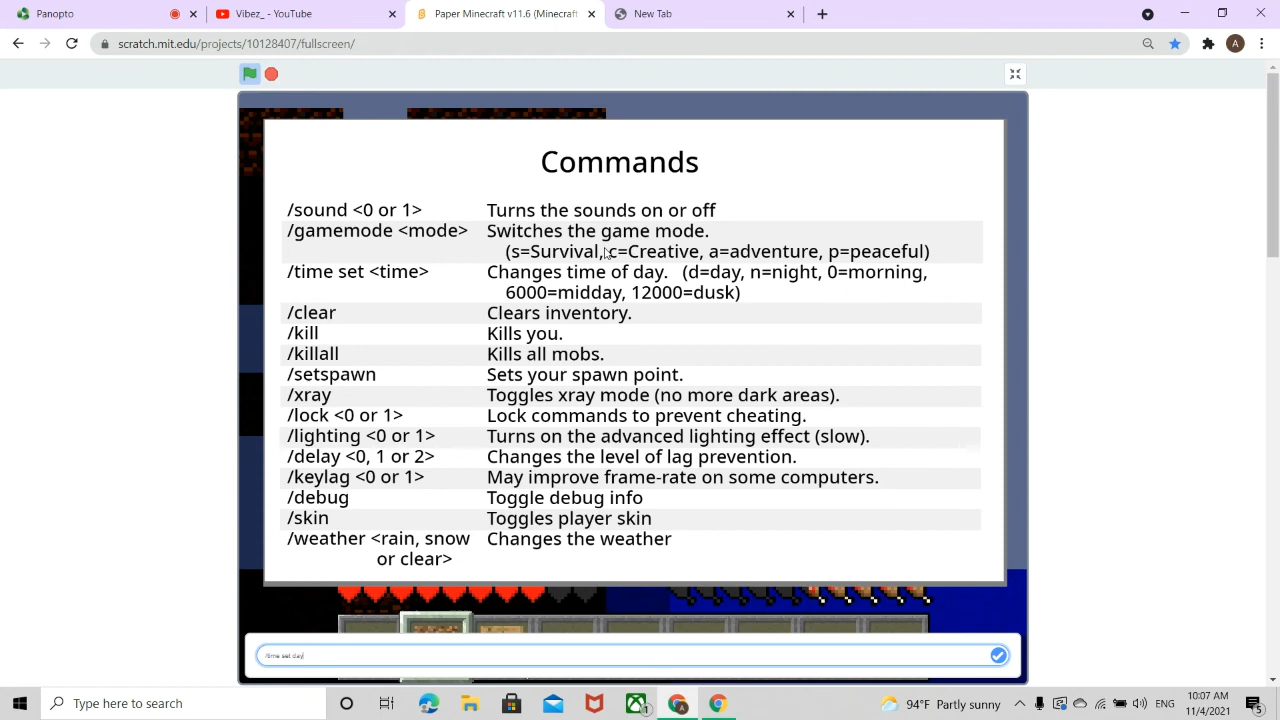 Panopto
Vibez_ - YouTube
Paper Minecraft v1.6 (Commands
New Tab
scratch.mit.edu/projects/10128407/fullscreen/
A
Commands
/sound <0 or 1> Turns the sounds on or off
/gamemode <mode> Switches the game mode.
(s=Survival, c=Creative, a=adventure, p=peaceful)
/time set <time> Changes time of day. (d=day, n=night, 0=morning,
6000=midday, 12000=dusk)
/clear Clears inventory.
/kill Kills you.
/killall Kills all mobs.
/setspawn Sets your spawn point.
/xray Toggles xray mode (no more dark areas).
/lock <0 or 1> Lock commands to prevent cheating.
/lighting <0 or 1> Turns on the advanced lighting effect (slow).
/delay <0, 1 or 2> Changes the level of lag prevention.
/keylag <0 or 1> May improve frame-rate on some computers.
/debug Toggle debug info
/skin Toggles player skin
/weather <rain, snow Changes the weather
or clear>
/time set day
Type here to search
94°F Partly sunny
ENG
10:07 AM
11/4/2021
5